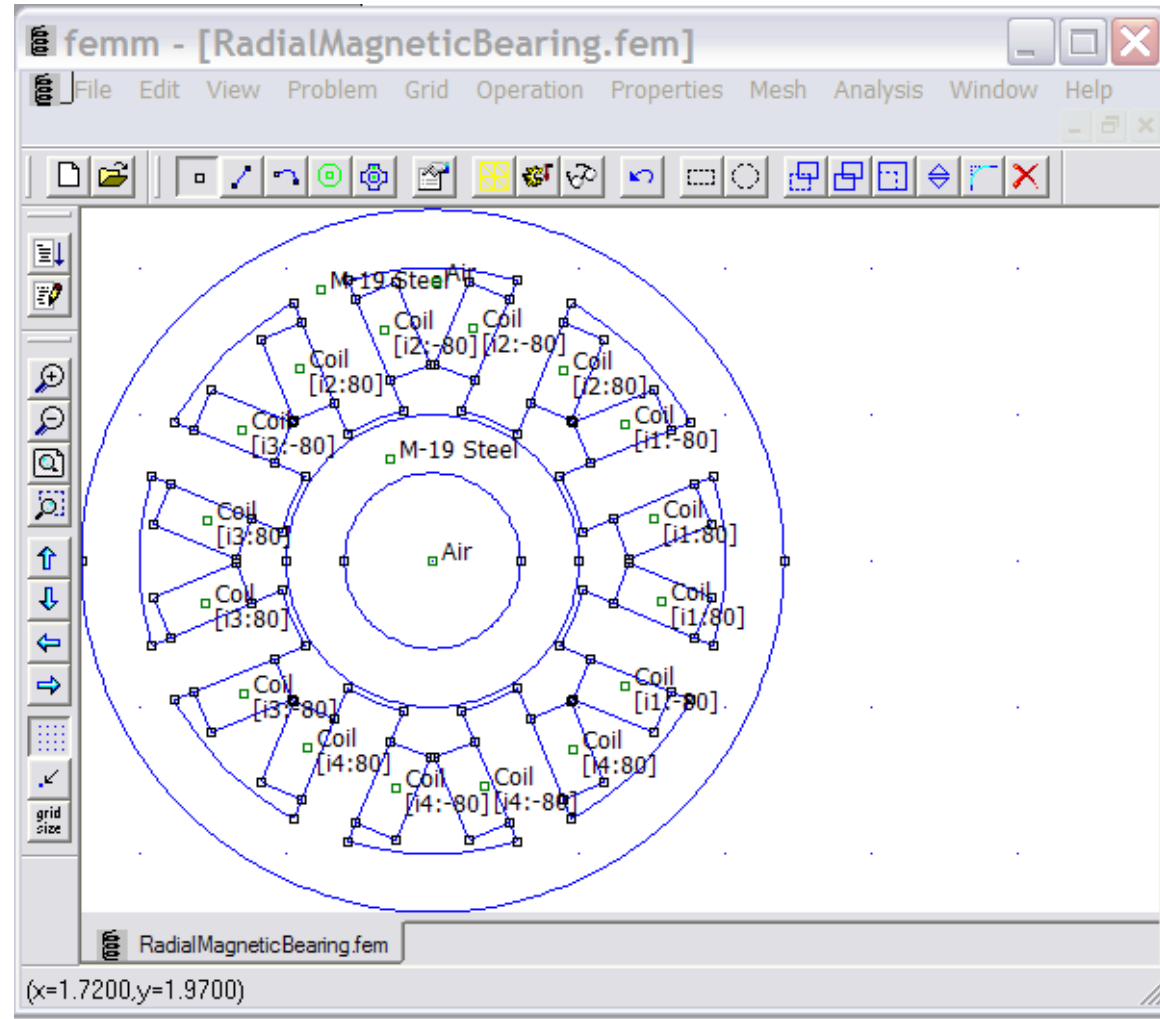 femm - [RadialMagneticBearing.fem]
File Edit View Problem Grid Operation Properties Mesh Analysis Window Help
grid
size
M-19 Steel
Air
Coil
[i2:-80]
Coil
[i2:-80]
Coil
[i2:80]
Coil
[i2:80]
Coil
[i3:-80]
Coil
[i1:-80]
M-19 Steel
Coil
[i3:80]
Coil
[i1:80]
Air
Coil
[i3:80]
Coil
[i1:80]
Coil
[i3:-80]
Coil
[i1:-80]
Coil
[i4:80]
Coil
[i4:80]
Coil
[i4:-80]
Coil
[i4:-80]
RadialMagneticBearing.fem
(x=1.7200,y=1.9700)